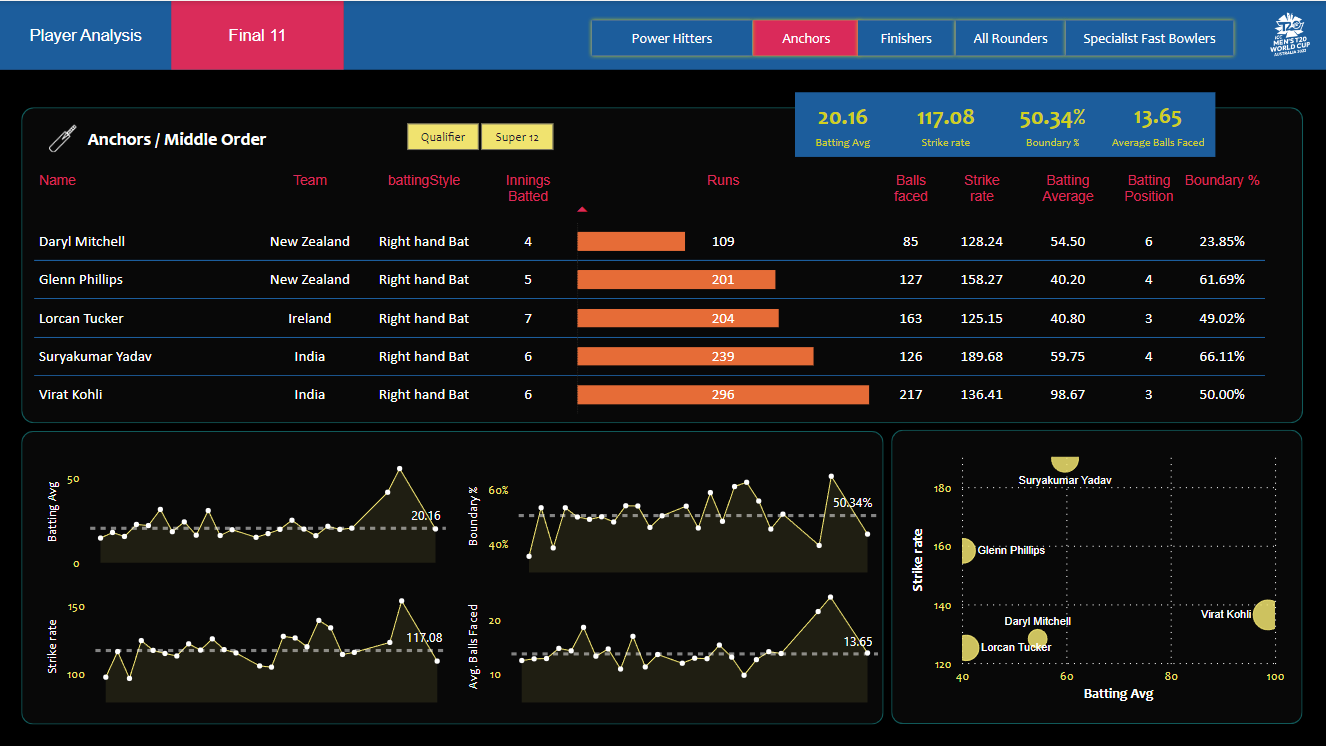 Player Analysis
Final 11
Power Hitters
Anchors
Finishers
All Rounders
Specialist Fast Bowlers
T20
ICC
MEN'S T20
WORLD CUP
AUSTRALIA 2022
Anchors / Middle Order
Qualifier
Super 12
20.16
117.08
50.34%
13.65
Batting Avg
Strike rate
Boundary %
Average Balls Faced
Name Team battingStyle Innings Batted Runs Balls faced Strike rate Batting Average Batting Position Boundary %
Daryl Mitchell New Zealand Right hand Bat 4 109 85 128.24 54.50 6 23.85%
Glenn Phillips New Zealand Right hand Bat 5 201 127 158.27 40.20 4 61.69%
Lorcan Tucker Ireland Right hand Bat 7 204 163 125.15 40.80 3 49.02%
Suryakumar Yadav India Right hand Bat 6 239 126 189.68 59.75 4 66.11%
Virat Kohli India Right hand Bat 6 296 217 136.41 98.67 3 50.00%
Batting Avg
50
0
20.16
Boundary %
60%
40%
50.34%
Strike rate
150
100
117.08
Avg. Balls Faced
20
10
13.65
Strike rate
180
160
140
120
Suryakumar Yadav
Glenn Phillips
Virat Kohli
Daryl Mitchell
Lorcan Tucker
40 60 80 100
Batting Avg